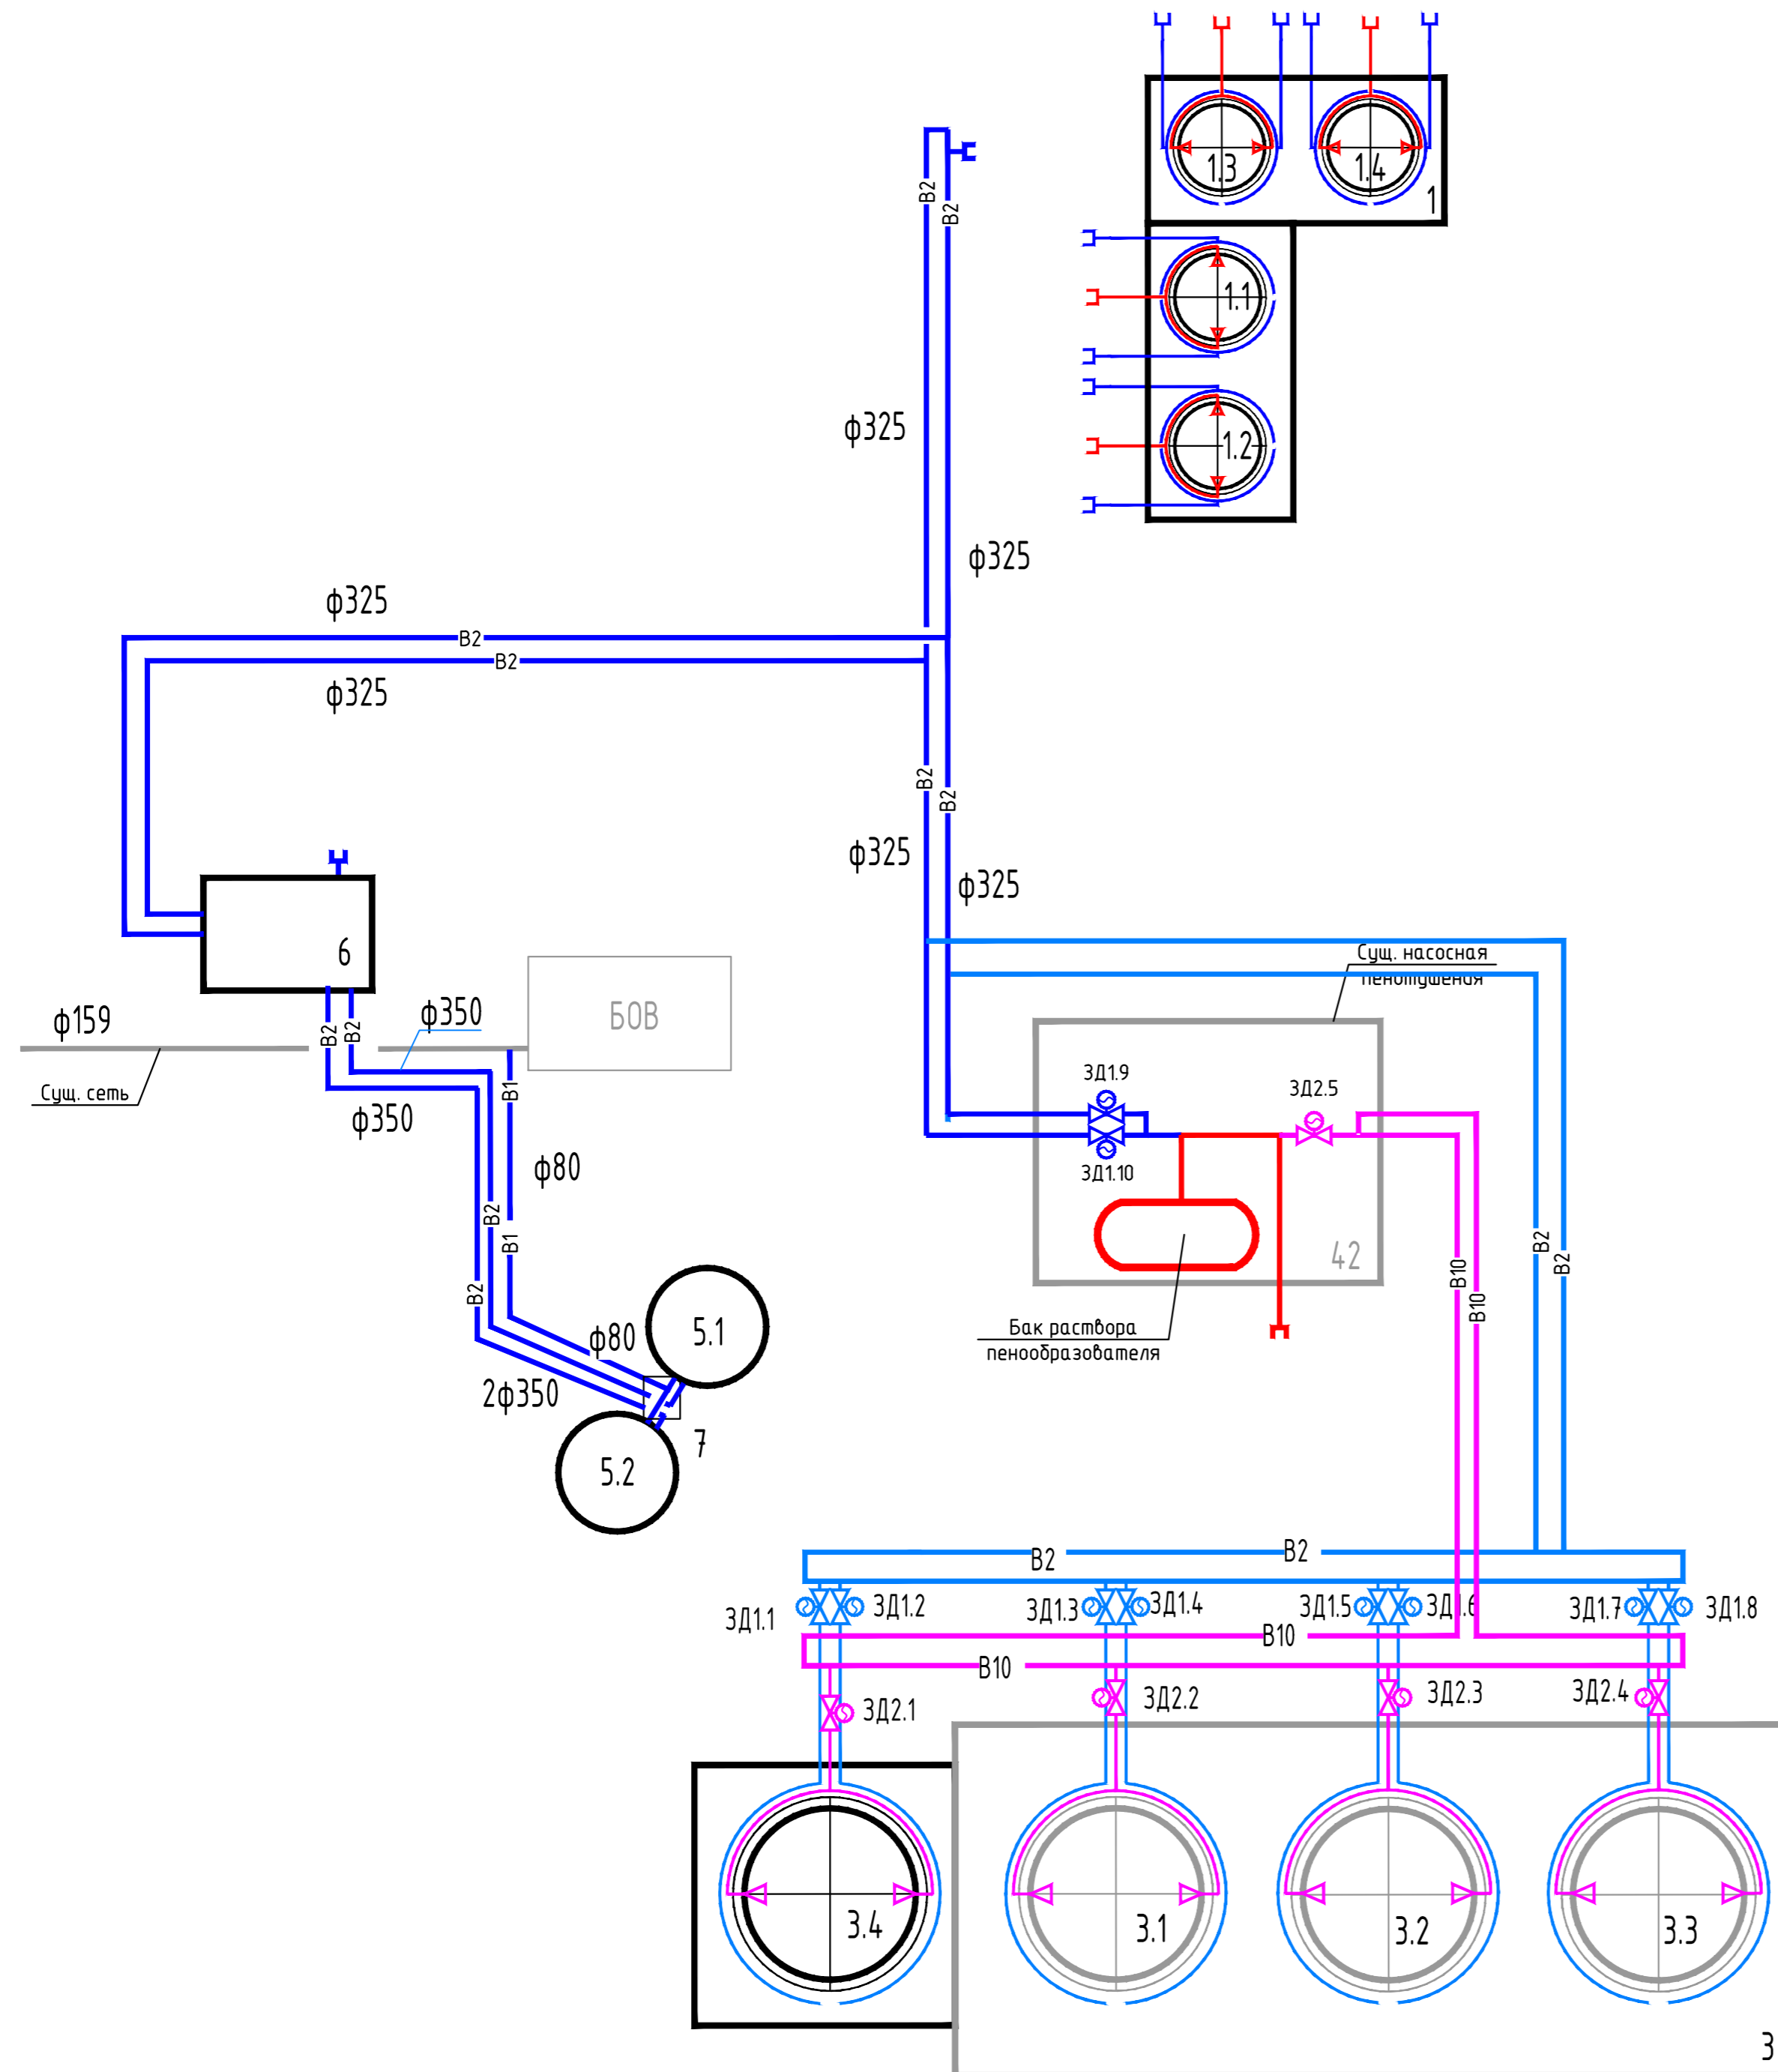 1.3
1.4
1
В2
В2
1.1
ф325
1.2
ф325
ф325
В2
В2
ф325
В2
В2
ф325
ф325
6
Сущ. насосная
пенотушения
ф159
ф350
БОВ
В2
В2
Сущ. сеть
В1
ф350
ЗД1.9
ЗД2.5
ф80
ЗД1.10
В2
В1
42
В2
В2
В2
В10
В10
ф80
5.1
Бак раствора
пенообразователя
2ф350
7
5.2
В2
В2
ЗД1.1
ЗД1.2
ЗД1.3
ЗД1.4
ЗД1.5
ЗД1.6
ЗД1.7
ЗД1.8
В10
В10
ЗД2.1
ЗД2.2
ЗД2.3
ЗД2.4
3.4
3.1
3.2
3.3
3